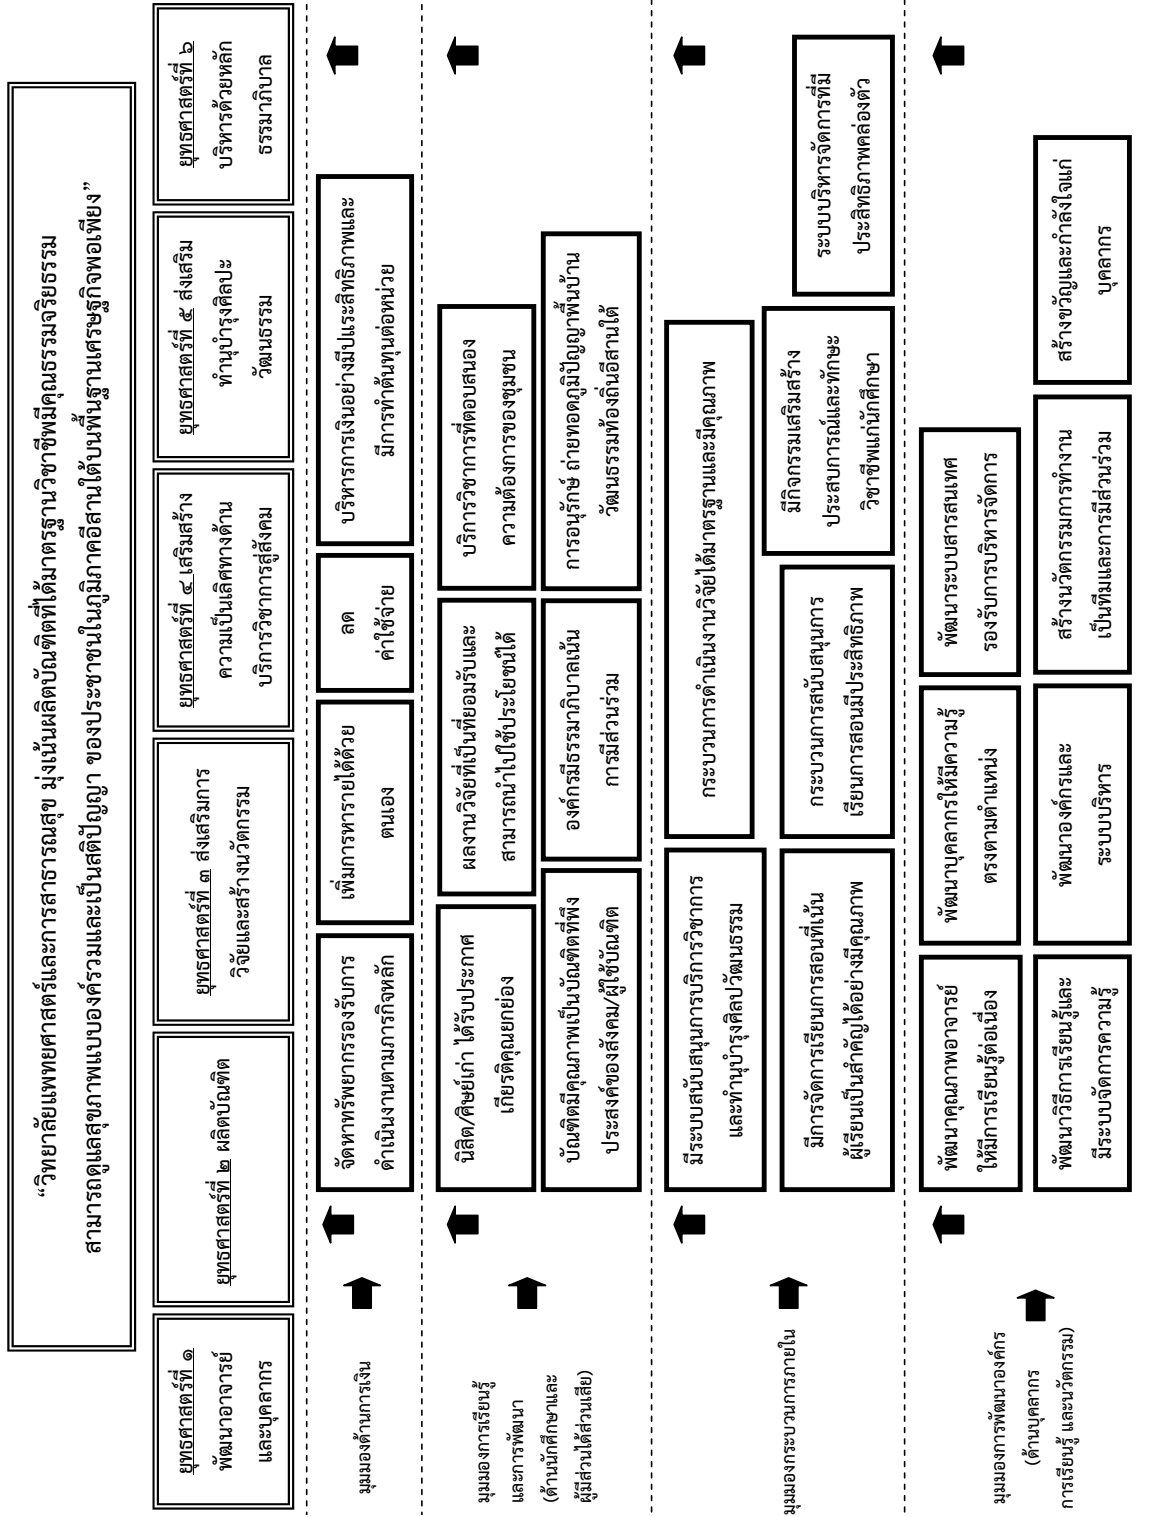 “วิทยาลัยแพทยศาสตร์และการสาธารณสุข มุ่งเน้นผลิตบัณฑิตที่ได้มาตรฐานวิชาชีพมีคุณธรรมจริยธรรม
สามารถดูแลสุขภาพแบบองค์รวมและเป็นสติปัญญา ของประชาชนในภูมิภาคอีสานใต้บนพื้นฐานเศรษฐกิจพอเพียง”
ยุทธศาสตร์ที่ ๑
พัฒนาอาจารย์
และบุคลากร
ยุทธศาสตร์ที่ ๒ ผลิตบัณฑิต
ยุทธศาสตร์ที่ ๓ ส่งเสริมการ
วิจัยและสร้างนวัตกรรม
ยุทธศาสตร์ที่ ๔ เสริมสร้าง
ความเป็นเลิศทางด้าน
บริการวิชาการสู่สังคม
ยุทธศาสตร์ที่ ๕ ส่งเสริม
ทำนุบำรุงศิลปะ
วัฒนธรรม
ยุทธศาสตร์ที่ ๖
บริหารด้วยหลัก
ธรรมาภิบาล
มุมมองด้านการเงิน
จัดหาทรัพยากรรองรับการ
ดำเนินงานตามภารกิจหลัก
เพิ่มการหารายได้ด้วย
ตนเอง
ลด
ค่าใช้จ่าย
บริหารการเงินอย่างมีปแระสิทธิภาพและ
มีการทำต้นทุนต่อหน่วย
มุมมองการเรียนรู้
และการพัฒนา
(ด้านนักศึกษาและ
ผู้มีส่วนได้ส่วนเสีย)
นิสิต/ศิษย์เก่า ได้รับประกาศ
เกียรติคุณยกย่อง
ผลงานวิจัยที่เป็นที่ยอมรับและ
สามารถนำไปใช้ประโยชน์ได้
บริการวิชาการที่ตอบสนอง
ความต้องการของชุมชน
บัณฑิตมีคุณภาพเป็นบัณฑิตที่พึง
ประสงค์ของสังคม/ผู้ใช้บัณฑิต
องค์กรมีธรรมาภิบาลเน้น
การมีส่วนร่วม
การอนุรักษ์ ถ่ายทอดภูมิปัญญาพื้นบ้าน
วัฒนธรรมท้องถิ่นอีสานใต้
มุมมองกระบวนการภายใน
มีระบบสนับสนุนการบริการวิชาการ
และทำนุบำรุงศิลปวัฒนธรรม
กระบวนการดำเนินงานวิจัยได้มาตรฐานและมีคุณภาพ
มีการจัดการเรียนการสอนที่เน้น
ผู้เรียนเป็นสำคัญได้อย่างมีคุณภาพ
กระบวนการสนับสนุนการ
เรียนการสอนมีประสิทธิภาพ
มีกิจกรรมเสริมสร้าง
ประสบการณ์และทักษะ
วิชาชีพแก่นักศึกษา
ระบบบริหารจัดการที่มี
ประสิทธิภาพคล่องตัว
มุมมองการพัฒนาองค์กร
(ด้านบุคลากร
การเรียนรู้ และนวัตกรรม)
พัฒนาคุณภาพอาจารย์
ให้มีการเรียนรู้ต่อเนื่อง
พัฒนาบุคลากรให้มีความรู้
ตรงตามตำแหน่ง
พัฒนาระบบสารสนเทศ
รองรับการบริหารจัดการ
พัฒนาวิธีการเรียนรู้และ
มีระบบจัดการความรู้
พัฒนาองค์กรและ
ระบบบริหาร
สร้างนวัตกรรมการทำงาน
เป็นทีมและการมีส่วนร่วม
สร้างขวัญและกำลังใจแก่
บุคลากร